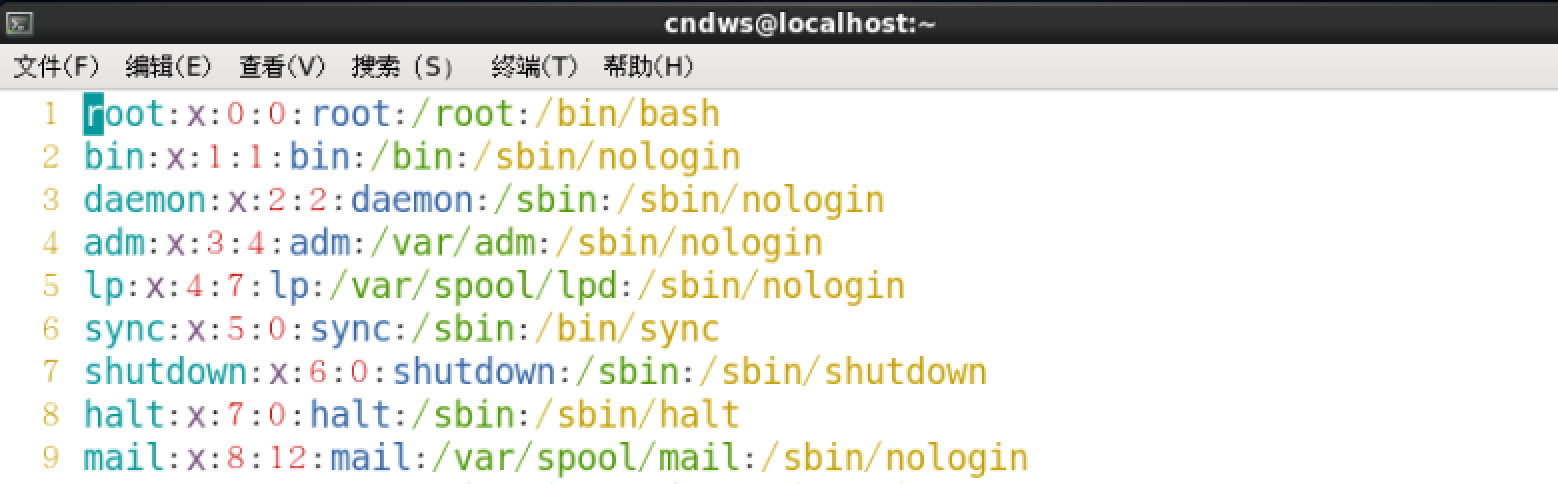 cndws@localhost:~
文件(F) 编辑(E) 查看(V) 搜索 (S) 终端(T) 帮助(H)
1 root:x:0:0:root:/root:/bin/bash
2 bin:x:1:1:bin:/bin:/sbin/nologin
3 daemon:x:2:2:daemon:/sbin:/sbin/nologin
4 adm:x:3:4:adm:/var/adm:/sbin/nologin
5 lp:x:4:7:lp:/var/spool/lpd:/sbin/nologin
6 sync:x:5:0:sync:/sbin:/bin/sync
7 shutdown:x:6:0:shutdown:/sbin:/sbin/shutdown
8 halt:x:7:0:halt:/sbin:/sbin/halt
9 mail:x:8:12:mail:/var/spool/mail:/sbin/nologin